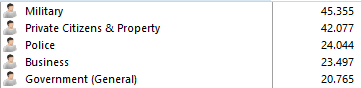 Military 45.355
Private Citizens & Property 42.077
Police 24.044
Business 23.497
Government (General) 20.765